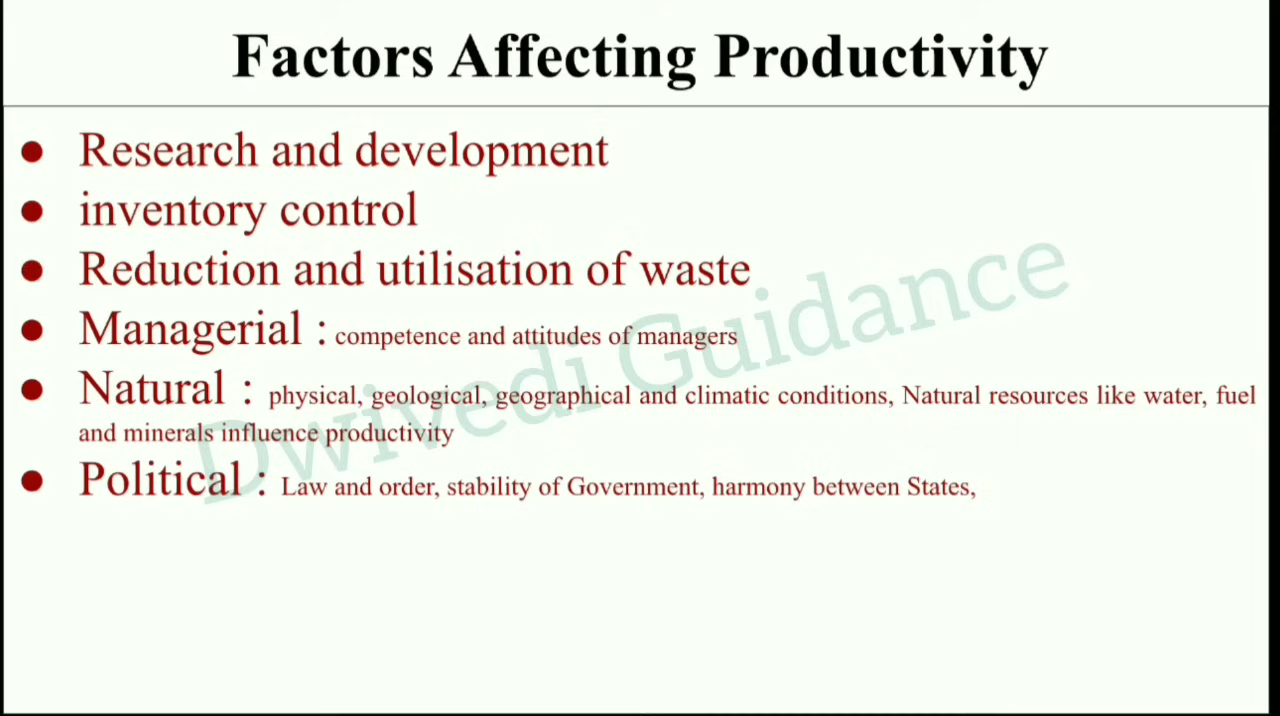 Factors Affecting Productivity
● Research and development
● inventory control
● Reduction and utilisation of waste
● Managerial : competence and attitudes of managers
● Natural : physical, geological, geographical and climatic conditions, Natural resources like water, fuel
and minerals influence productivity
● Political : Law and order, stability of Government, harmony between States,
Dwivedi Guidance